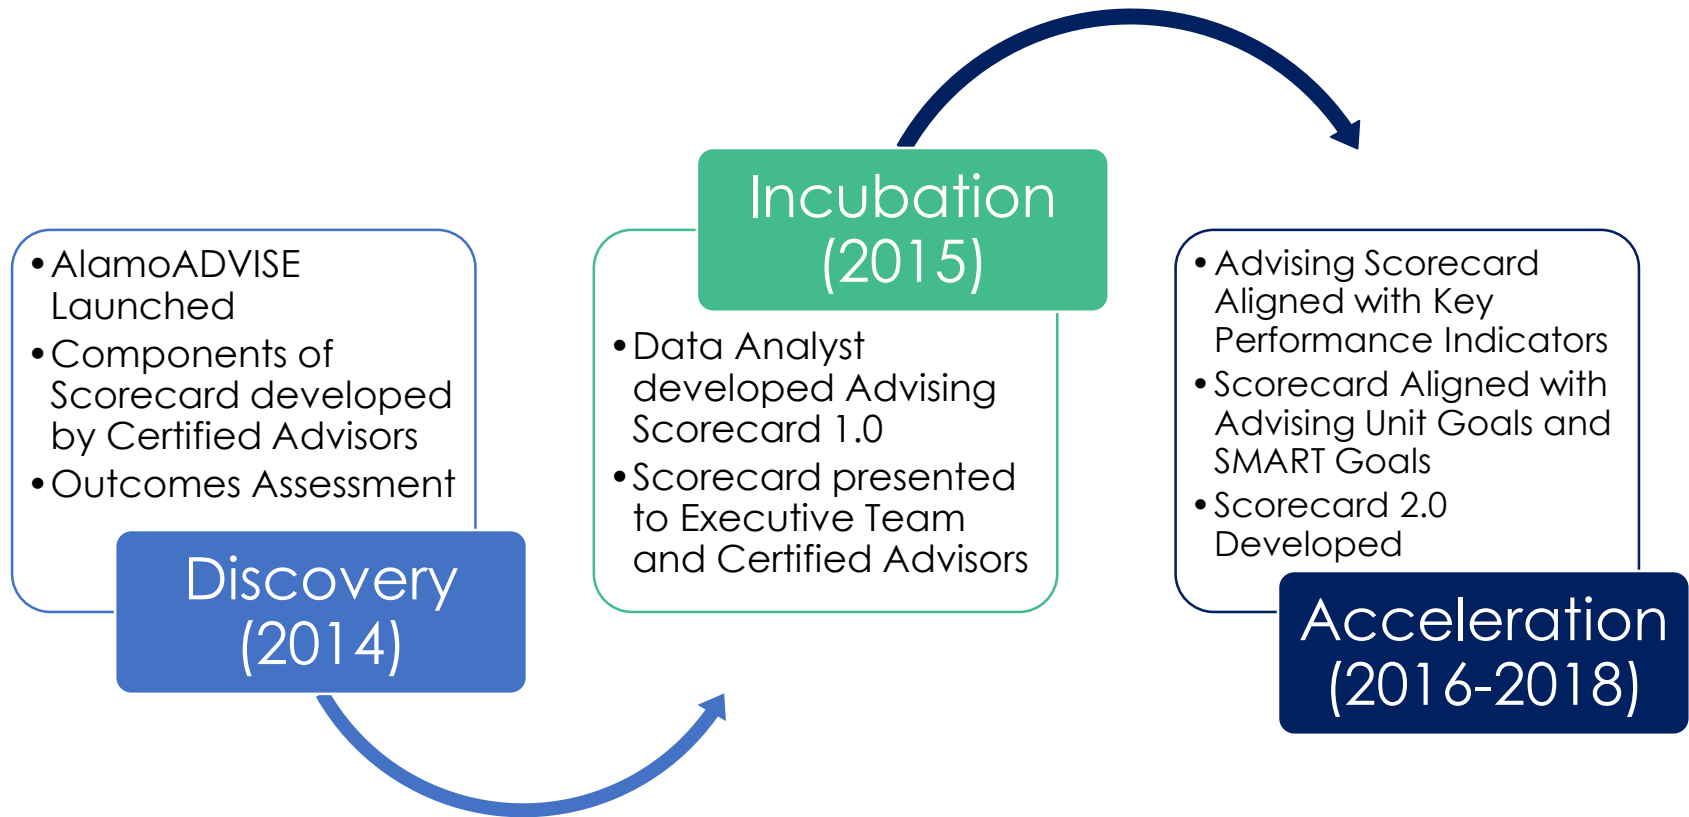 •AlamoADVISE
Launched
•Components of
Scorecard developed
by Certified Advisors
•Outcomes Assessment
Discovery
(2014)
Incubation
(2015)
•Data Analyst
developed Advising
Scorecard 1.0
•Scorecard presented
to Executive Team
and Certified Advisors
•Advising Scorecard
Aligned with Key
Performance Indicators
•Scorecard Aligned with
Advising Unit Goals and
SMART Goals
•Scorecard 2.0
Developed
Acceleration
(2016-2018)